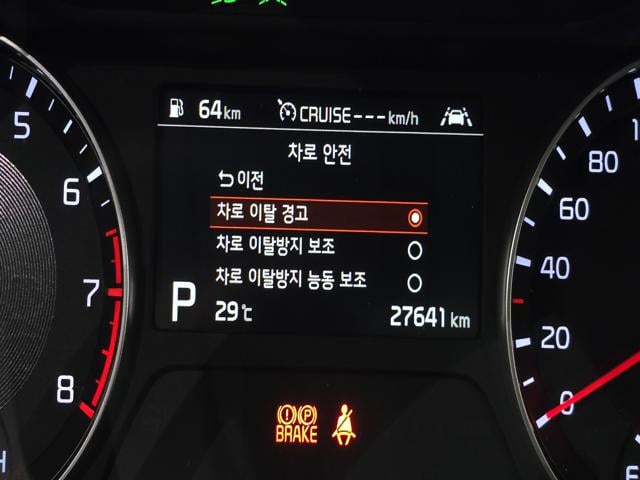 64km CRUISE---km/h
차로 안전
이전
차로 이탈 경고
차로 이탈방지 보조
차로 이탈방지 능동 보조
P 29℃ 27641 km
5
6
7
8
H
80
60
40
20
0
(!) (P)
BRAKE